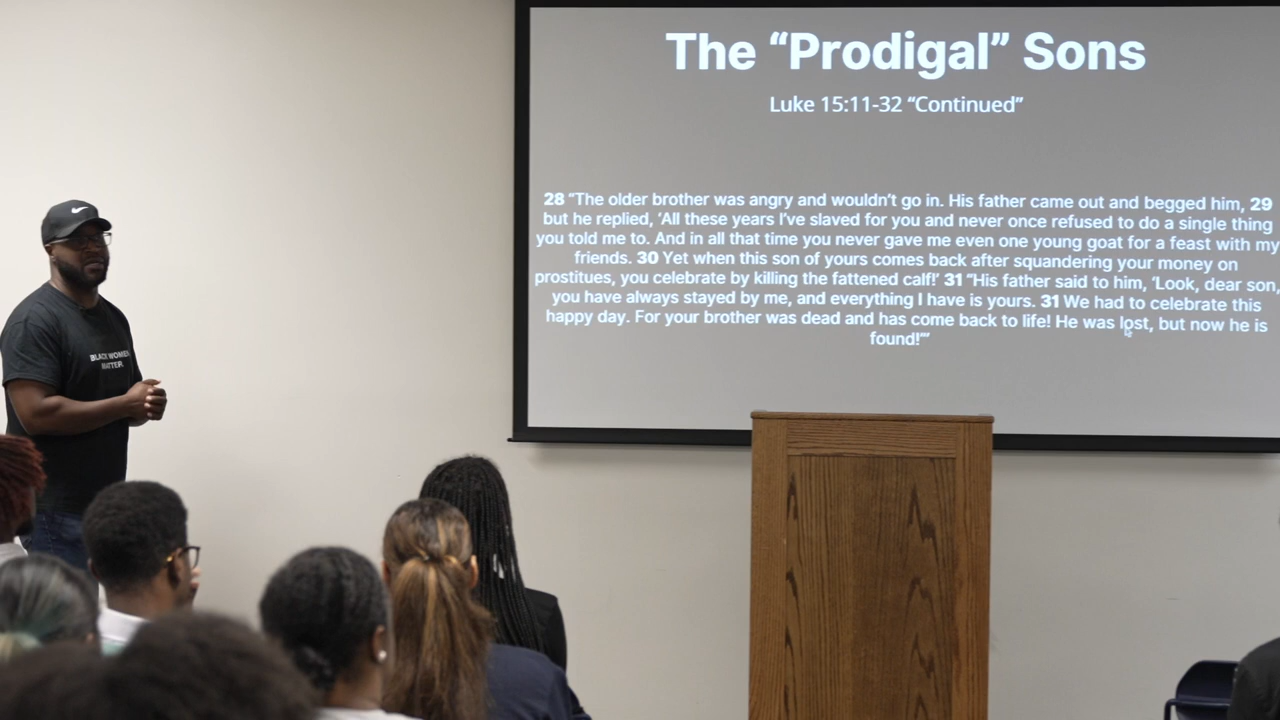 The “Prodigal” Sons
Luke 15:11-32 “Continued”
28 “The older brother was angry and wouldn’t go in. His father came out and begged him, 29
but he replied, ‘All these years I’ve slaved for you and never once refused to do a single thing
you told me to. And in all that time you never gave me even one young goat for a feast with my
friends. 30 Yet when this son of yours comes back after squandering your money on
prostitutes, you celebrate by killing the fattened calf!’ 31 “His father said to him, ‘Look, dear son,
you have always stayed by me, and everything I have is yours. 31 We had to celebrate this
happy day. For your brother was dead and has come back to life! He was lost, but now he is
found!’”
BLACK WOMEN
MATTER.